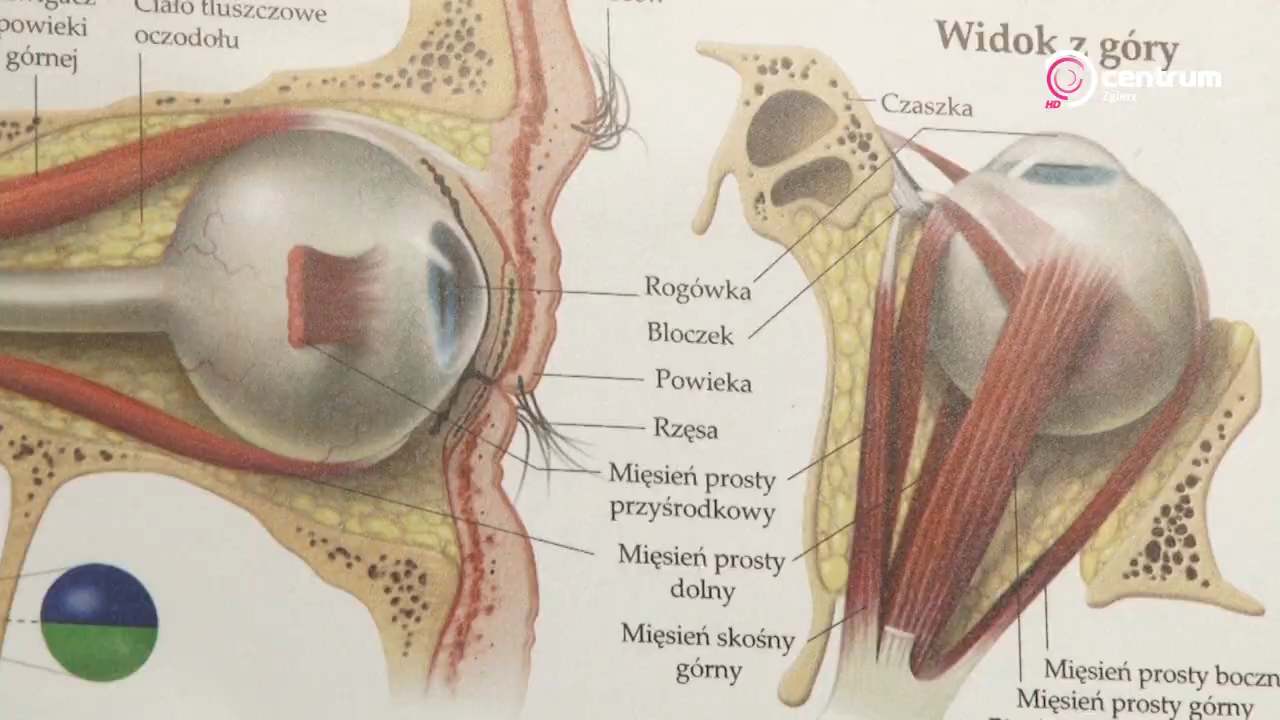 powieki
górnej
Ciało tłuszczowe
oczodołu
Widok z góry
centrum
Zgierz
HD
Czaszka
Rogówka
Bloczek
Powieka
Rzęsa
Mięsień prosty
przyśrodkowy
Mięsień prosty
dolny
Mięsień skośny
górny
Mięsień prosty boczn
Mięsień prosty górny